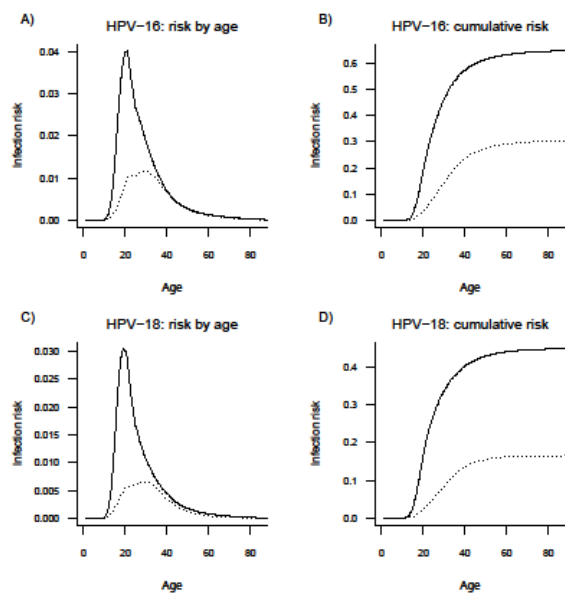 A)
HPV−16: risk by age
0.04
0.03
0.02
0.01
0.00
Infection risk
0 20 40 60 80
Age
B)
HPV−16: cumulative risk
0.6
0.5
0.4
0.3
0.2
0.1
0.0
Infection risk
0 20 40 60 80
Age
C)
HPV−18: risk by age
0.030
0.025
0.020
0.015
0.010
0.005
0.000
Infection risk
0 20 40 60 80
Age
D)
HPV−18: cumulative risk
0.4
0.3
0.2
0.1
0.0
Infection risk
0 20 40 60 80
Age